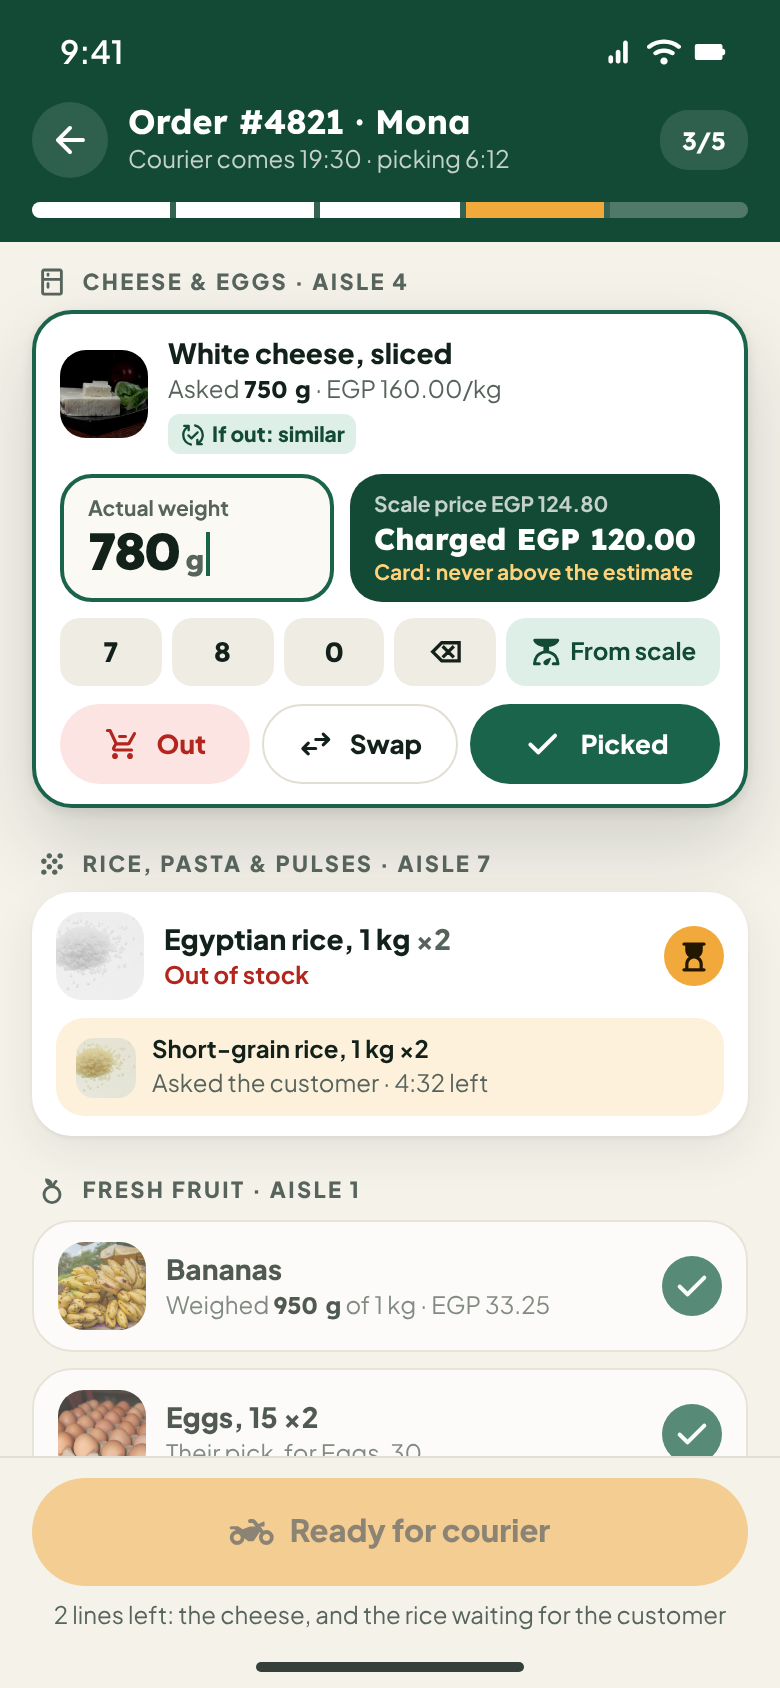 9:41
Order #4821 · Mona
Courier comes 19:30 · picking 6:12
3/5
CHEESE & EGGS · AISLE 4
White cheese, sliced
Asked 750 g · EGP 160.00/kg
If out: similar
Actual weight
780 g
Scale price EGP 124.80
Charged EGP 120.00
Card: never above the estimate
7
8
0
From scale
Out
Swap
Picked
RICE, PASTA & PULSES · AISLE 7
Egyptian rice, 1 kg ×2
Out of stock
Short-grain rice, 1 kg ×2
Asked the customer · 4:32 left
FRESH FRUIT · AISLE 1
Bananas
Weighed 950 g of 1 kg · EGP 33.25
Eggs, 15 ×2
Their pick, for Eggs, 30
Ready for courier
2 lines left: the cheese, and the rice waiting for the customer